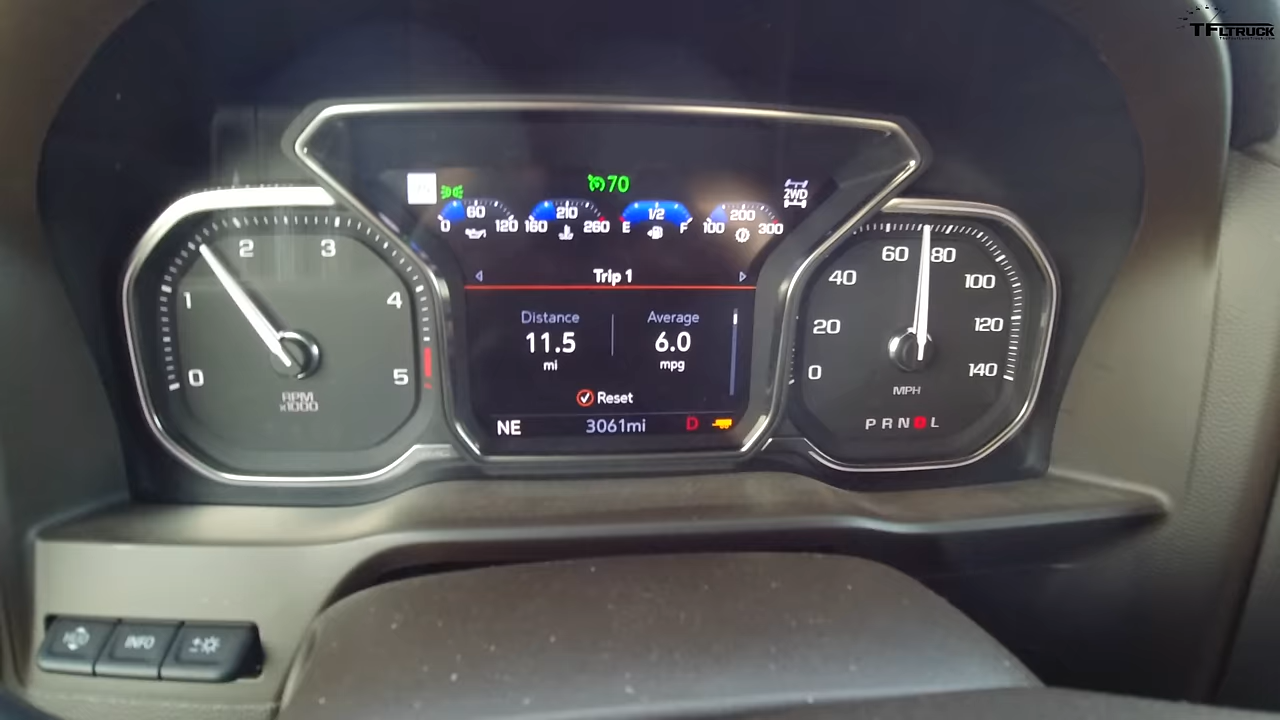 TFLTRUCK
70
2WD
0 60 120
160 210 260
E 1/2 F
100 200 300
Trip 1
Distance
11.5
mi
Average
6.0
mpg
Reset
NE 3061mi D
0 1 2 3 4 5
RPM
x1000
0 20 40 60 80 100 120 140
MPH
P R N D L
INFO